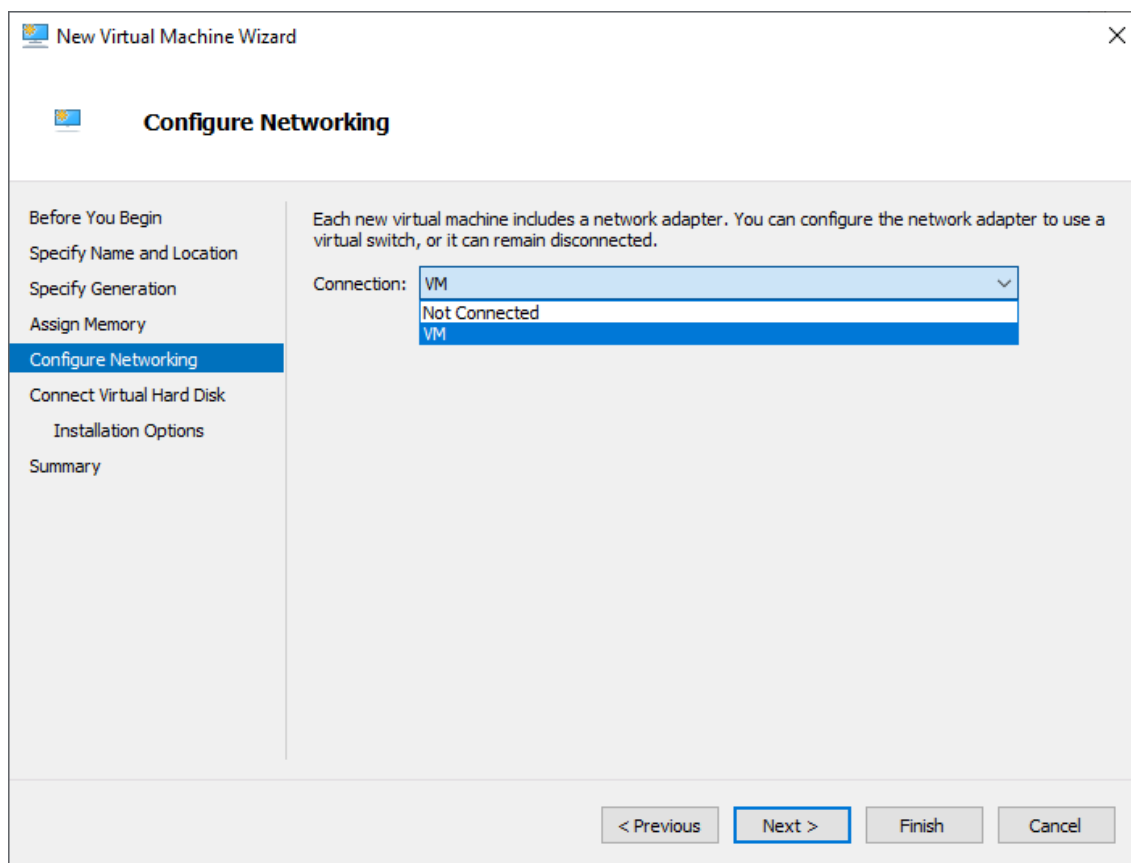 New Virtual Machine Wizard
Configure Networking
Before You Begin
Specify Name and Location
Specify Generation
Assign Memory
Configure Networking
Connect Virtual Hard Disk
Installation Options
Summary
Each new virtual machine includes a network adapter. You can configure the network adapter to use a
virtual switch, or it can remain disconnected.
Connection: VM
Not Connected
VM
< Previous Next > Finish Cancel